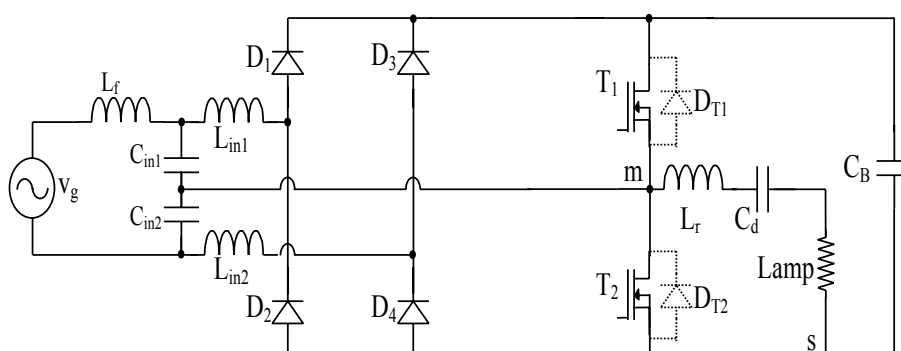 D1
D3
T1
DT1
Lf
Lin1
Cin1
vg
m
CB
Cin2
Lr
Cd
Lin2
Lamp
D2
D4
T2
DT2
s